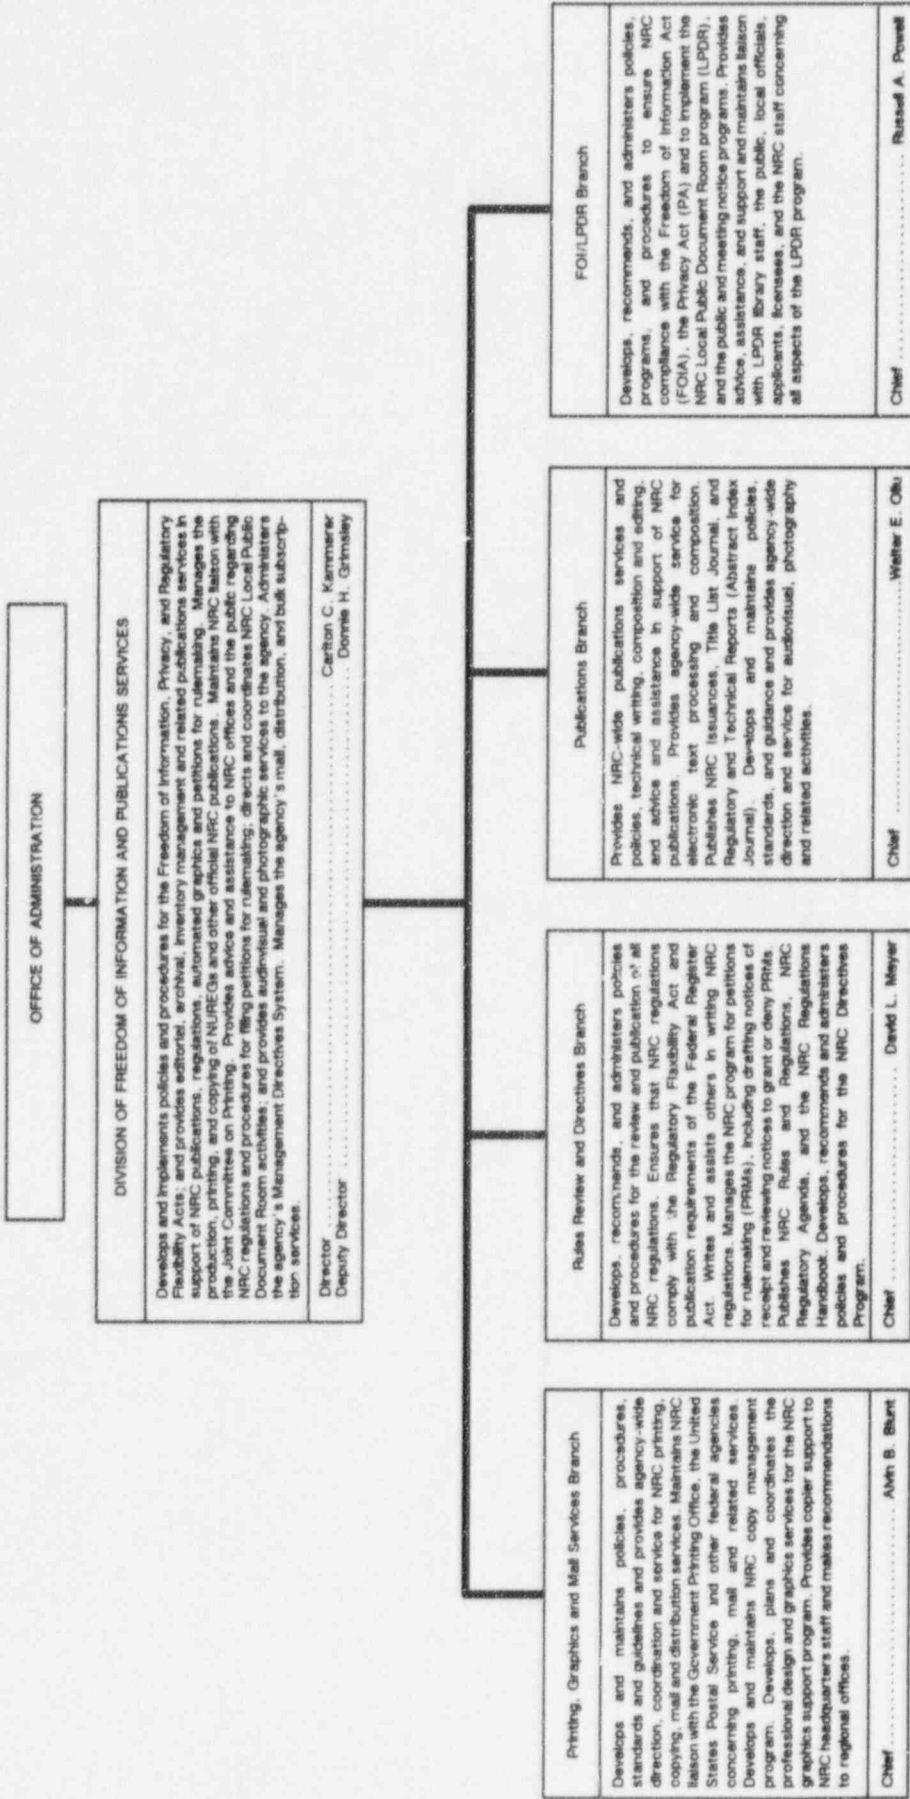 OFFICE OF ADMINISTRATION
DIVISION OF FREEDOM OF INFORMATION AND PUBLICATIONS SERVICES
Develops and implements policies and procedures for the Freedom of Information, Privacy, and Regulatory
Flexibility Acts; and provides editorial, archival, inventory management and related publications services in
support of NRC publications, regulations, automated graphics and petitions for rulemaking. Manages the
production, printing, and copying of NUREGs and other official NRC publications. Maintains NRC liaison with
the Joint Committee on Printing. Provides advice and assistance to NRC offices and the public regarding
NRC regulations and procedures for filing petitions for rulemaking; directs and coordinates NRC Local Public
Document Room activities; and provides audiovisual and photographic services to the agency. Administers
the agency's Management Directives System. Manages the agency's mail, distribution, and bulk subscrip-
tion services.
Director .......................... Carlton C. Kammerer
Deputy Director .......................... Donnie H. Grimsley
Printing, Graphics and Mail Services Branch
Develops and maintains policies, procedures,
standards and guidelines and provides agency-wide
direction, coordination and service for NRC printing,
copying, mail and distribution services. Maintains NRC
liaison with the Government Printing Office, the United
States Postal Service and other federal agencies
concerning printing, mail and related services.
Develops and maintains NRC copy management
program. Develops, plans and coordinates the
professional design and graphics services for the NRC
graphics support program. Provides copier support to
NRC headquarters staff and makes recommendations
to regional offices.
Chief .......................... Alvin B. Blunt
Rules Review and Directives Branch
Develops, recommends, and administers policies
and procedures for the review and publication of all
NRC regulations. Ensures that NRC regulations
comply with the Regulatory Flexibility Act and
publication requirements of the Federal Register
Act. Writes and assists others in writing NRC
regulations. Manages the NRC program for petitions
for rulemaking (PRMs), including drafting notices of
receipt and reviewing notices to grant or deny PRMs.
Publishes NRC Rules and Regulations, NRC
Regulatory Agenda, and the NRC Regulations
Handbook. Develops, recommends and administers
policies and procedures for the NRC Directives
Program.
Chief .......................... David L. Meyer
Publications Branch
Provides NRC-wide publications services and
policies, technical writing, composition and editing,
and advice and assistance in support of NRC
publications. Provides agency-wide service for
electronic text processing and composition.
Publishes NRC Issuances, Title List Journal, and
Regulatory and Technical Reports (Abstract Index
Journal). Develops and maintains policies,
standards, and guidance and provides agency-wide
direction and service for audiovisual, photography
and related activities.
Chief .......................... Walter E. Oliu
FOI/LPDR Branch
Develops, recommends, and administers policies,
programs, and procedures to ensure NRC
compliance with the Freedom of Information Act
(FOIA), the Privacy Act (PA) and to implement the
NRC Local Public Document Room program (LPDR),
and the public and meeting notice programs. Provides
advice, assistance, and support and maintains liaison
with LPDR library staff, the public, local officials,
applicants, licensees, and the NRC staff concerning
all aspects of the LPDR program.
Chief .......................... Russell A. Powell